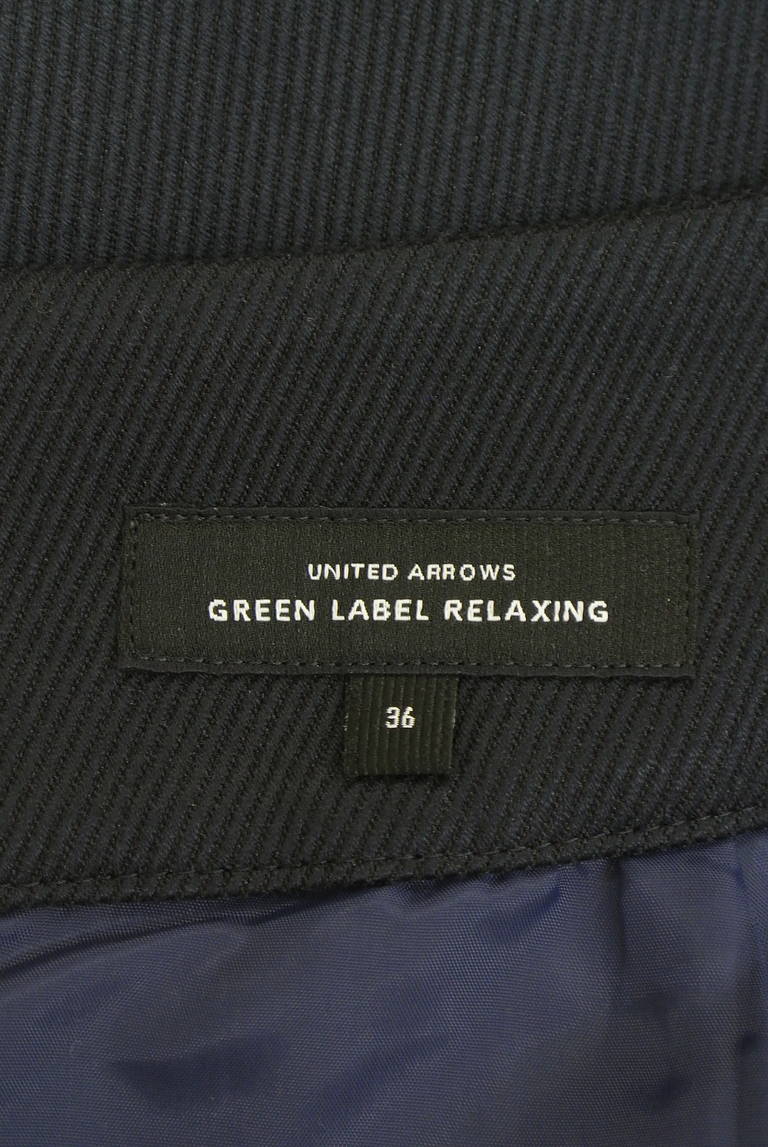 UNITED ARROWS
GREEN LABEL RELAXING
36